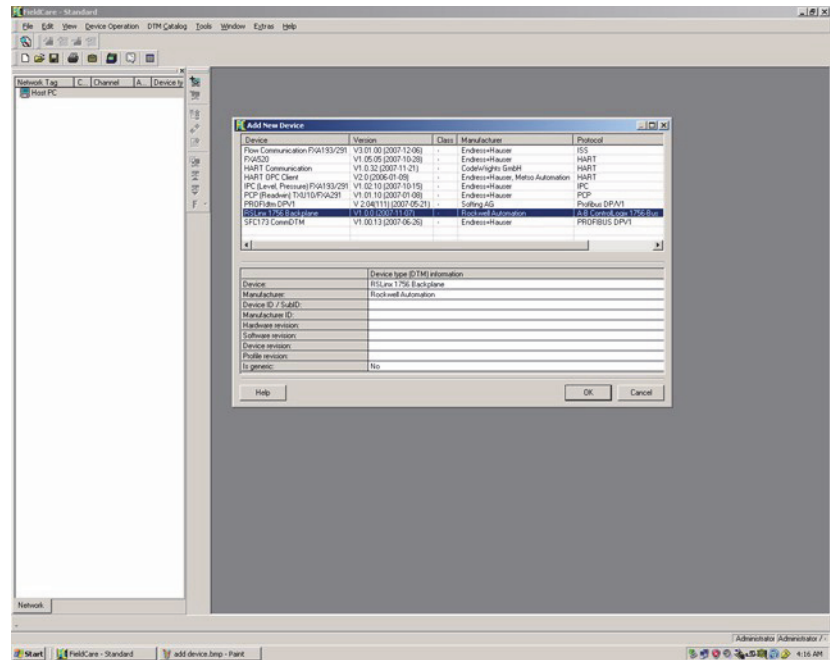 FieldCare - Standard
File Edit View Device Operation DTM Catalog Tools Window Extras Help
Network Tag C... Channel A... Device ty
Host PC
Add New Device
Device Version Class Manufacturer Protocol
Flow Communication FXA193/291 V3.01.00 (2007-12-06) - Endress+Hauser ISS
FXA520 V1.05.05 (2007-10-28) - Endress+Hauser HART
HART Communication V1.0.32 (2007-11-21) - CodeWrights GmbH HART
HART OPC Client V2.0 (2006-01-09) - Endress+Hauser, Metso Automation HART
IPC (Level, Pressure) FXA193/291 V1.02.10 (2007-10-15) - Endress+Hauser IPC
PCP (Readwin) TXU10/FXA291 V1.01.10 (2007-01-08) - Endress+Hauser PCP
PROFIdtm DPV1 V 2.04(111) (2007-05-21) - Softing AG Profibus DP/V1
RSLinx 1756 Backplane V1.0.0 (2007-11-07) - Rockwell Automation A-B ControlLogix 1756-Bus
SFC173 CommDTM V1.00.13 (2007-06-26) - Endress+Hauser PROFIBUS DPV1
Device type (DTM) information
Device: RSLinx 1756 Backplane
Manufacturer: Rockwell Automation
Device ID / SubID:
Manufacturer ID:
Hardware revision:
Software revision:
Device revision:
Profile revision:
Is generic: No
Help OK Cancel
Network
Administrator Administrator /
Start FieldCare - Standard add device.bmp - Paint 4:16 AM